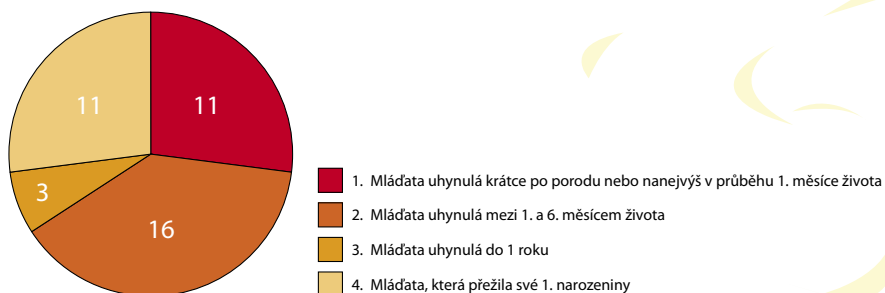 11
11
3
16
1. Mláďata uhynulá krátce po porodu nebo nanejvýš v průběhu 1. měsíce života
2. Mláďata uhynulá mezi 1. a 6. měsícem života
3. Mláďata uhynulá do 1 roku
4. Mláďata, která přežila své 1. narozeniny